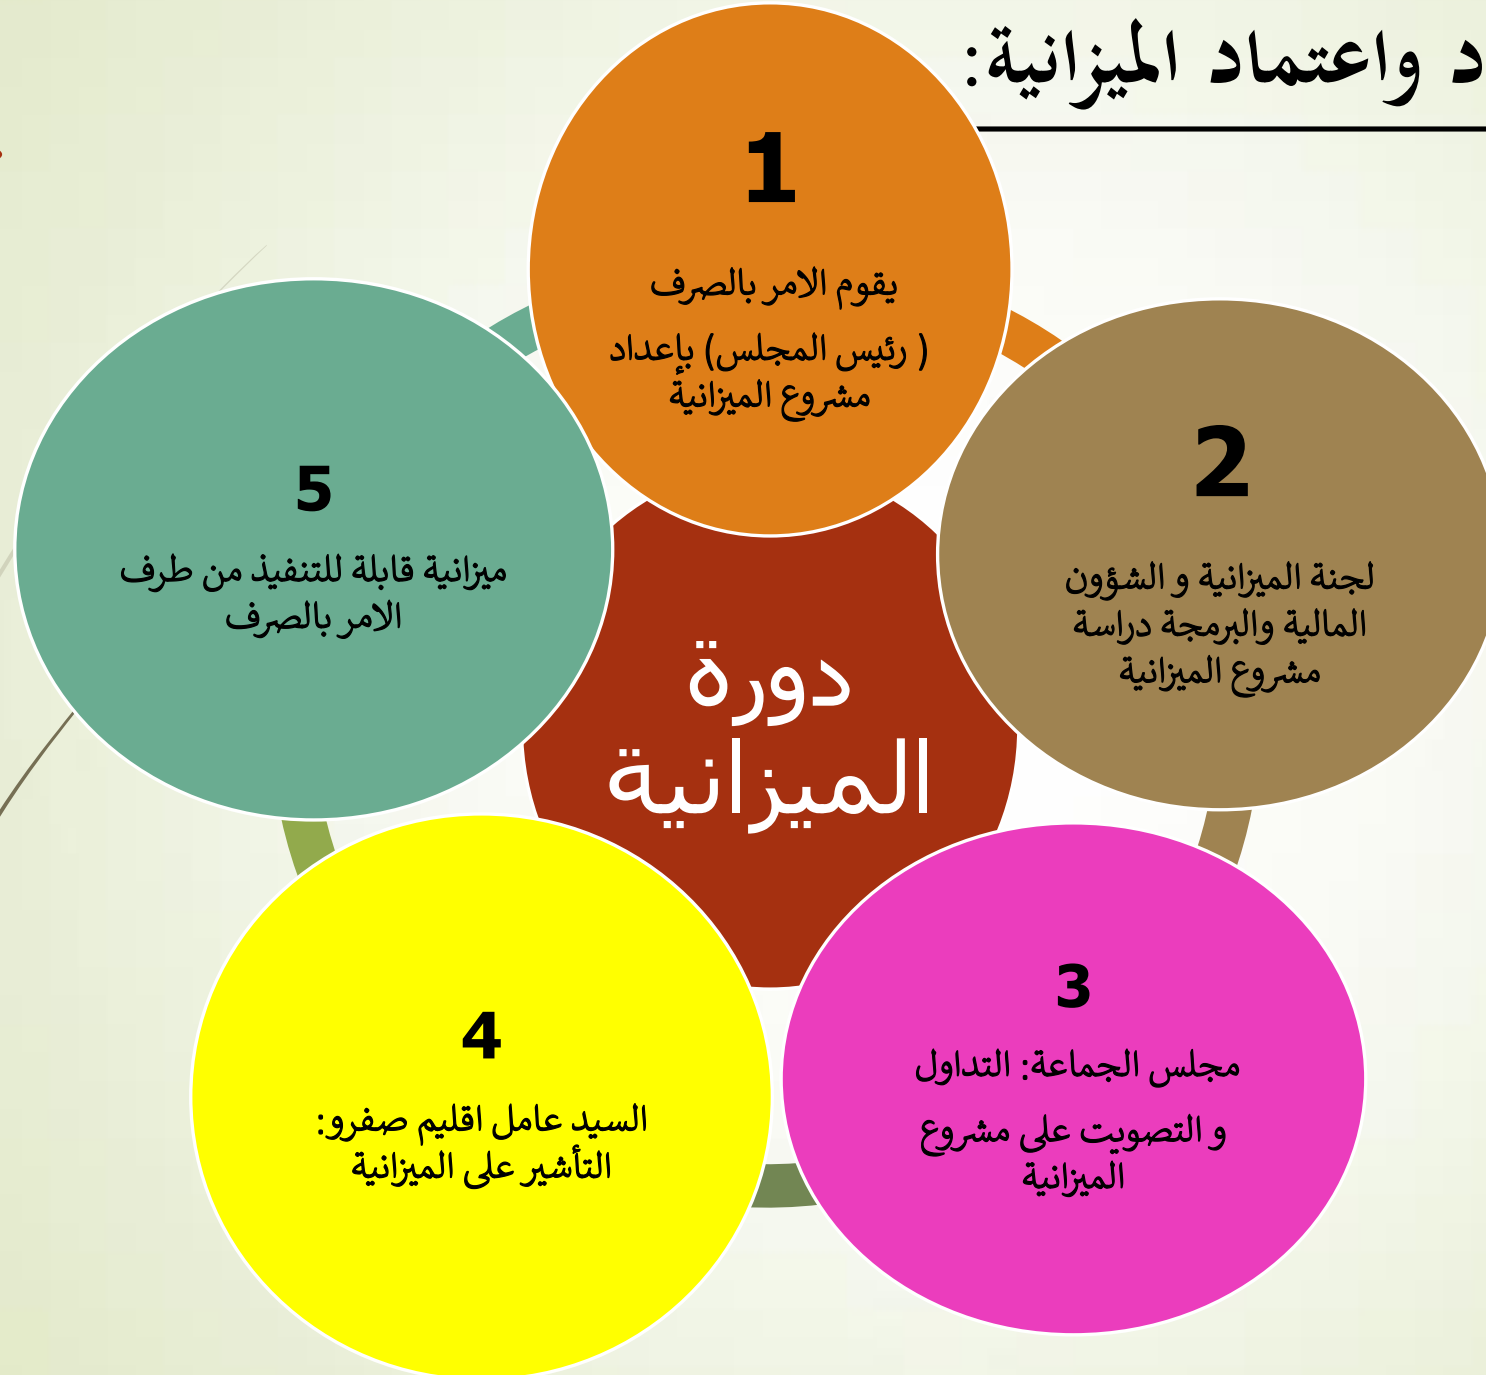 د واعتماد الميزانية:
1
يقوم الامر بالصرف
( رئيس المجلس) بإعداد
مشروع الميزانية
2
لجنة الميزانية و الشؤون
المالية والبرمجة دراسة
مشروع الميزانية
3
مجلس الجماعة: التداول
و التصويت على مشروع
الميزانية
4
السيد عامل اقليم صفرو:
التأشير على الميزانية
5
ميزانية قابلة للتنفيذ من طرف
الامر بالصرف
دورة
الميزانية